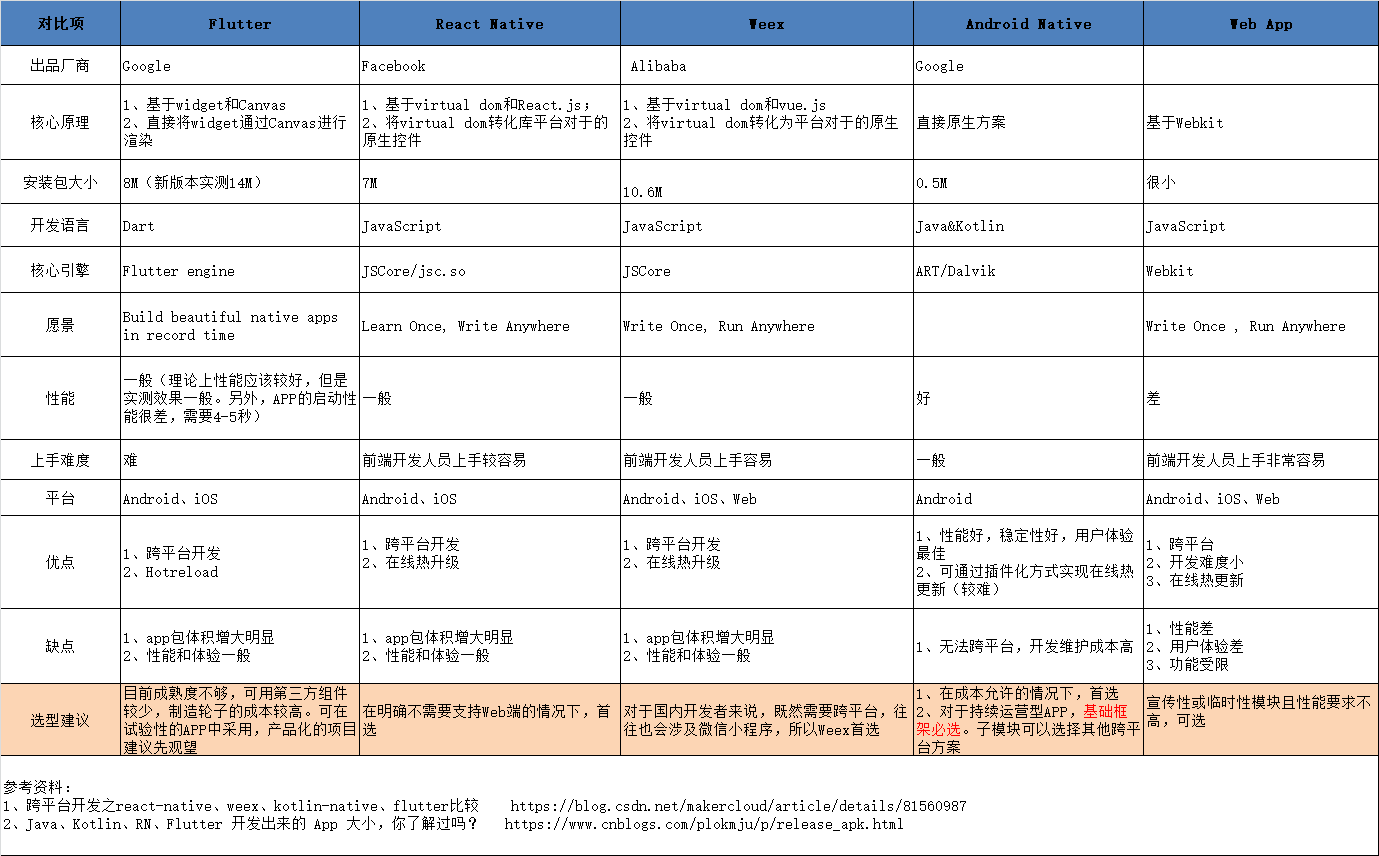 对比项 Flutter React Native Weex Android Native Web App
出品厂商 Google Facebook Alibaba Google
核心原理
1、基于widget和Canvas
2、直接将widget通过Canvas进行
渲染
1、基于virtual dom和React.js;
2、将virtual dom转化库平台对于的
原生控件
1、基于virtual dom和vue.js
2、将virtual dom转化为平台对于的原生
控件
直接原生方案
基于Webkit
安装包大小 8M（新版本实测14M） 7M 10.6M 0.5M 很小
开发语言 Dart JavaScript JavaScript Java&Kotlin JavaScript
核心引擎 Flutter engine JSCore/jsc.so JSCore ART/Dalvik Webkit
愿景
Build beautiful native apps
in record time
Learn Once, Write Anywhere
Write Once, Run Anywhere
Write Once , Run Anywhere
性能
一般（理论上性能应该较好，但是
实测效果一般。另外，APP的启动性
能很差，需要4-5秒）
一般
一般
好
差
上手难度 难 前端开发人员上手较容易 前端开发人员上手容易 一般 前端开发人员上手非常容易
平台 Android、iOS Android、iOS Android、iOS、Web Android Android、iOS、Web
优点
1、跨平台开发
2、Hotreload
1、跨平台开发
2、在线热升级
1、跨平台开发
2、在线热升级
1、性能好，稳定性好，用户体验
最佳
2、可通过插件化方式实现在线热
更新（较难）
1、跨平台
2、开发难度小
3、在线热更新
缺点
1、app包体积增大明显
2、性能和体验一般
1、app包体积增大明显
2、性能和体验一般
1、app包体积增大明显
2、性能和体验一般
1、无法跨平台，开发维护成本高
1、性能差
2、用户体验差
3、功能受限
选型建议
目前成熟度不够，可用第三方组件
较少，制造轮子的成本较高。可在
试验性的APP中采用，产品化的项目
建议先观望
在明确不需要支持Web端的情况下，首
选
对于国内开发者来说，既然需要跨平台，往
往也会涉及微信小程序，所以Weex首选
1、在成本允许的情况下，首选
2、对于持续运营型APP，基础框
架必选。子模块可以选择其他跨平
台方案
宣传性或临时性模块且性能要求不
高，可选
参考资料：
1、跨平台开发之react-native、weex、kotlin-native、flutter比较 https://blog.csdn.net/makercloud/article/details/81560987
2、Java、Kotlin、RN、Flutter 开发出来的 App 大小，你了解过吗？ https://www.cnblogs.com/plokmju/p/release_apk.html